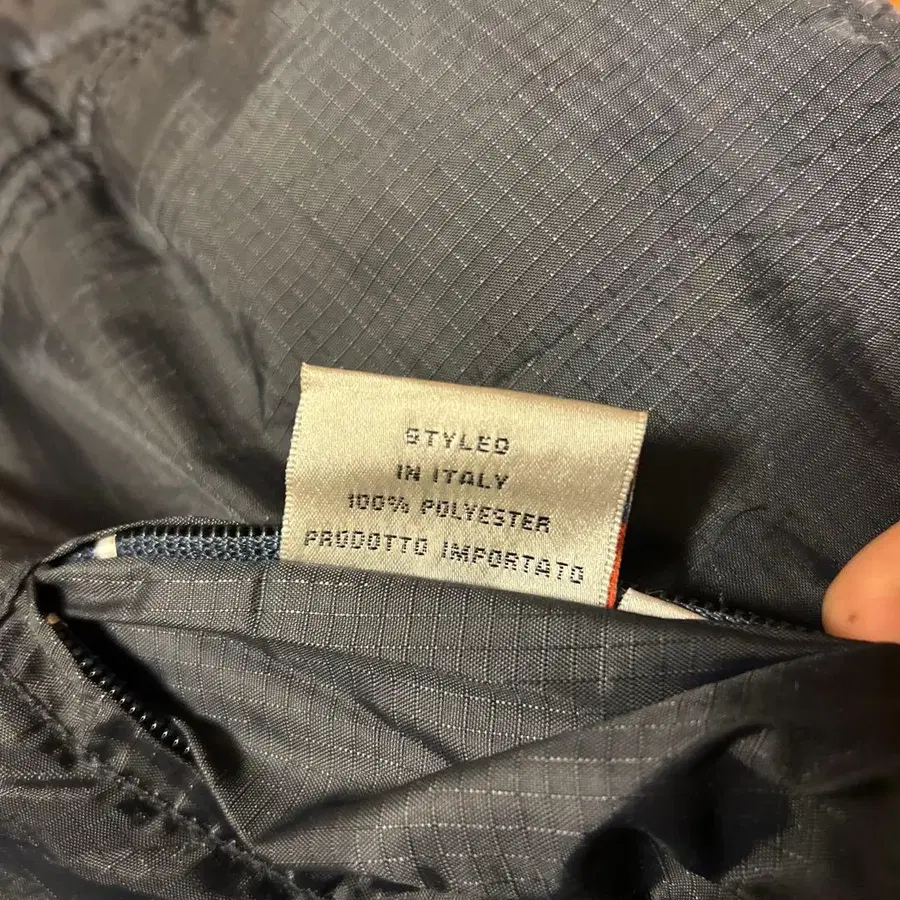 STYLED
IN ITALY
100% POLYESTER
PRODOTTO IMPORTATO